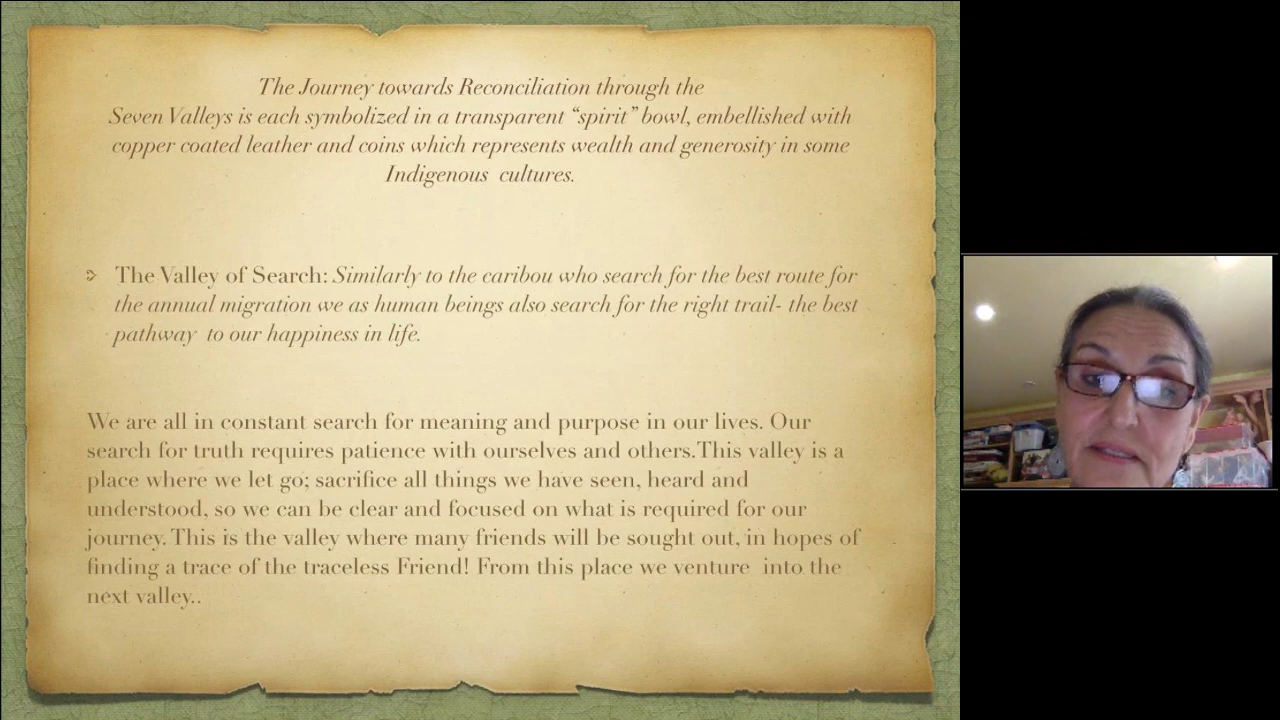 The Journey towards Reconciliation through the
Seven Valleys is each symbolized in a transparent “spirit” bowl, embellished with
copper coated leather and coins which represents wealth and generosity in some
Indigenous cultures.
The Valley of Search: Similarly to the caribou who search for the best route for
the annual migration we as human beings also search for the right trail- the best
pathway to our happiness in life.
We are all in constant search for meaning and purpose in our lives. Our
search for truth requires patience with ourselves and others.This valley is a
place where we let go; sacrifice all things we have seen, heard and
understood, so we can be clear and focused on what is required for our
journey. This is the valley where many friends will be sought out, in hopes of
finding a trace of the traceless Friend! From this place we venture into the
next valley..